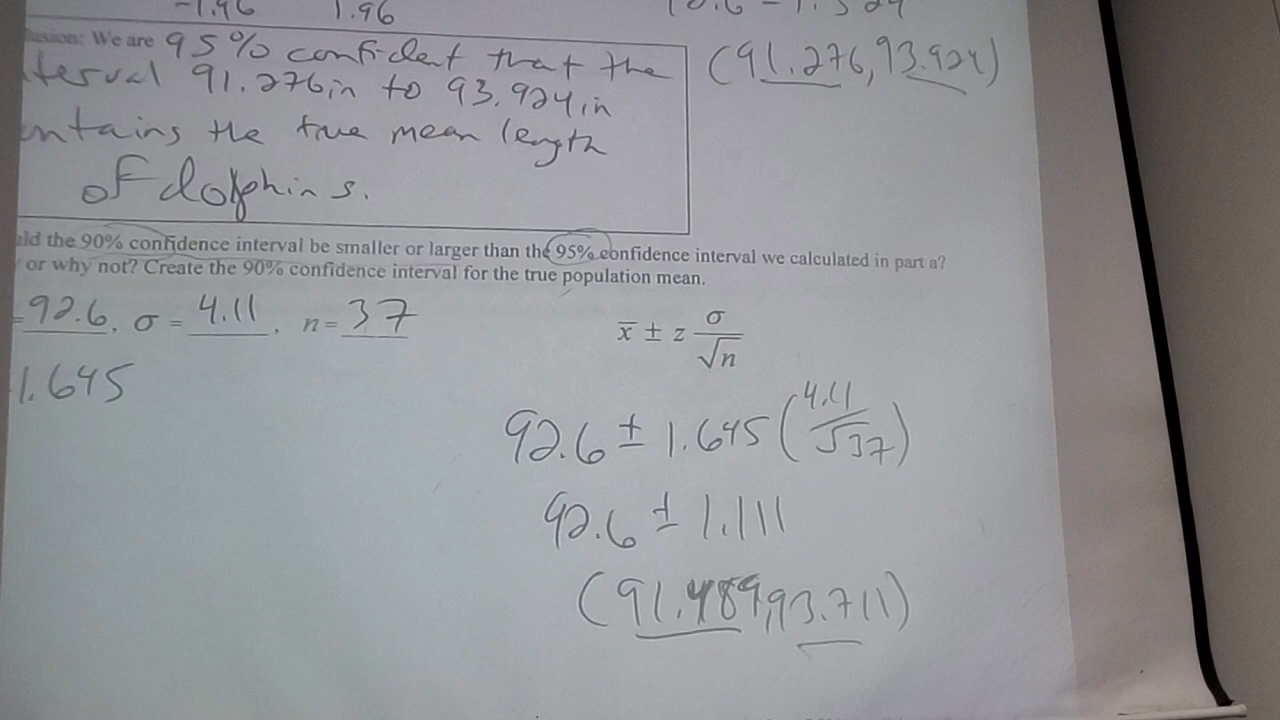 -1.96 1.96
usion: We are 95% confident that the
terval 91.276in to 93.924in
ntains the true mean length
of dolphins.
(91.276, 93.924)
uld the 90% confidence interval be smaller or larger than the 95% confidence interval we calculated in part a?
or why not? Create the 90% confidence interval for the true population mean.
= 92.6, σ = 4.11, n = 37
x̄ ± z σ/√n
1.645
92.6 ± 1.645 (4.11/√37)
92.6 ± 1.111
(91.489, 93.711)